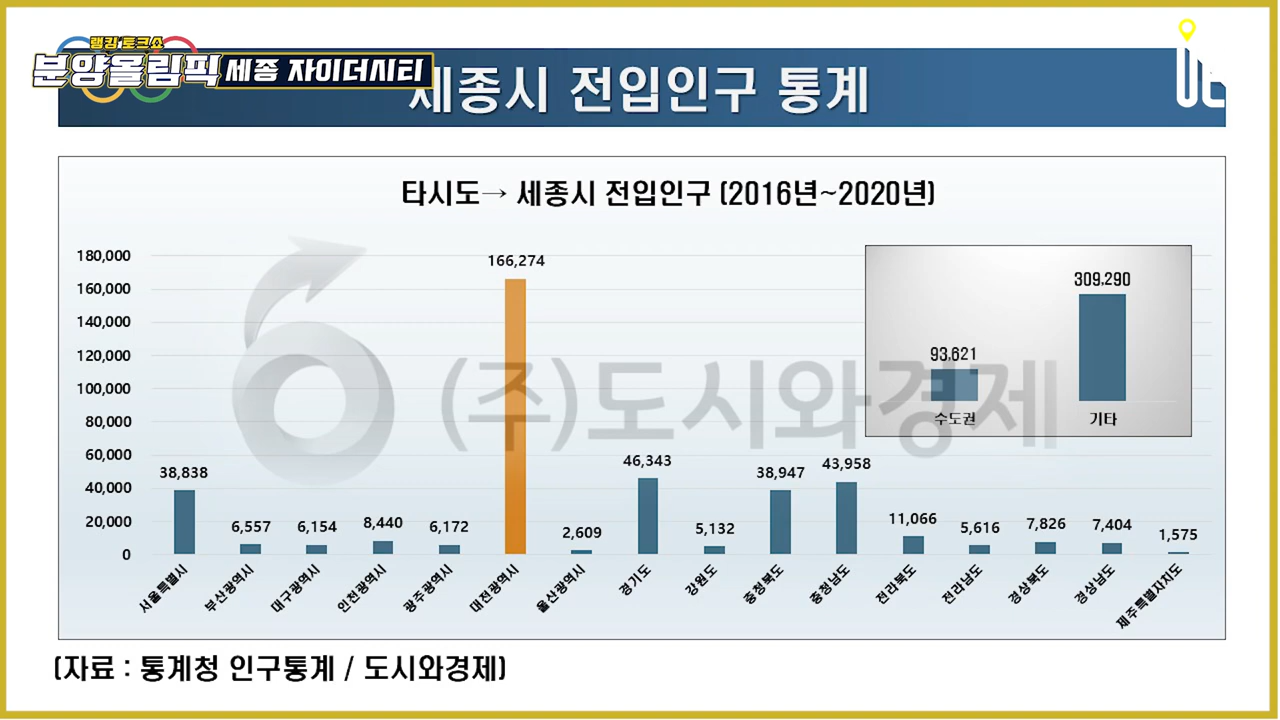 랭킹 토크쇼
분양올림픽 세종 자이더시티
세종시 전입인구 통계
타시도→ 세종시 전입인구 (2016년~2020년)
180,000
160,000
140,000
120,000
100,000
80,000
60,000
40,000
20,000
0
38,838
6,557
6,154
8,440
6,172
166,274
2,609
46,343
5,132
38,947
43,958
11,066
5,616
7,826
7,404
1,575
서울특별시
부산광역시
대구광역시
인천광역시
광주광역시
대전광역시
울산광역시
경기도
강원도
충청북도
충청남도
전라북도
전라남도
경상북도
경상남도
제주특별자치도
93,621
309,290
수도권
기타
(주)도시와경제
(자료 : 통계청 인구통계 / 도시와경제)